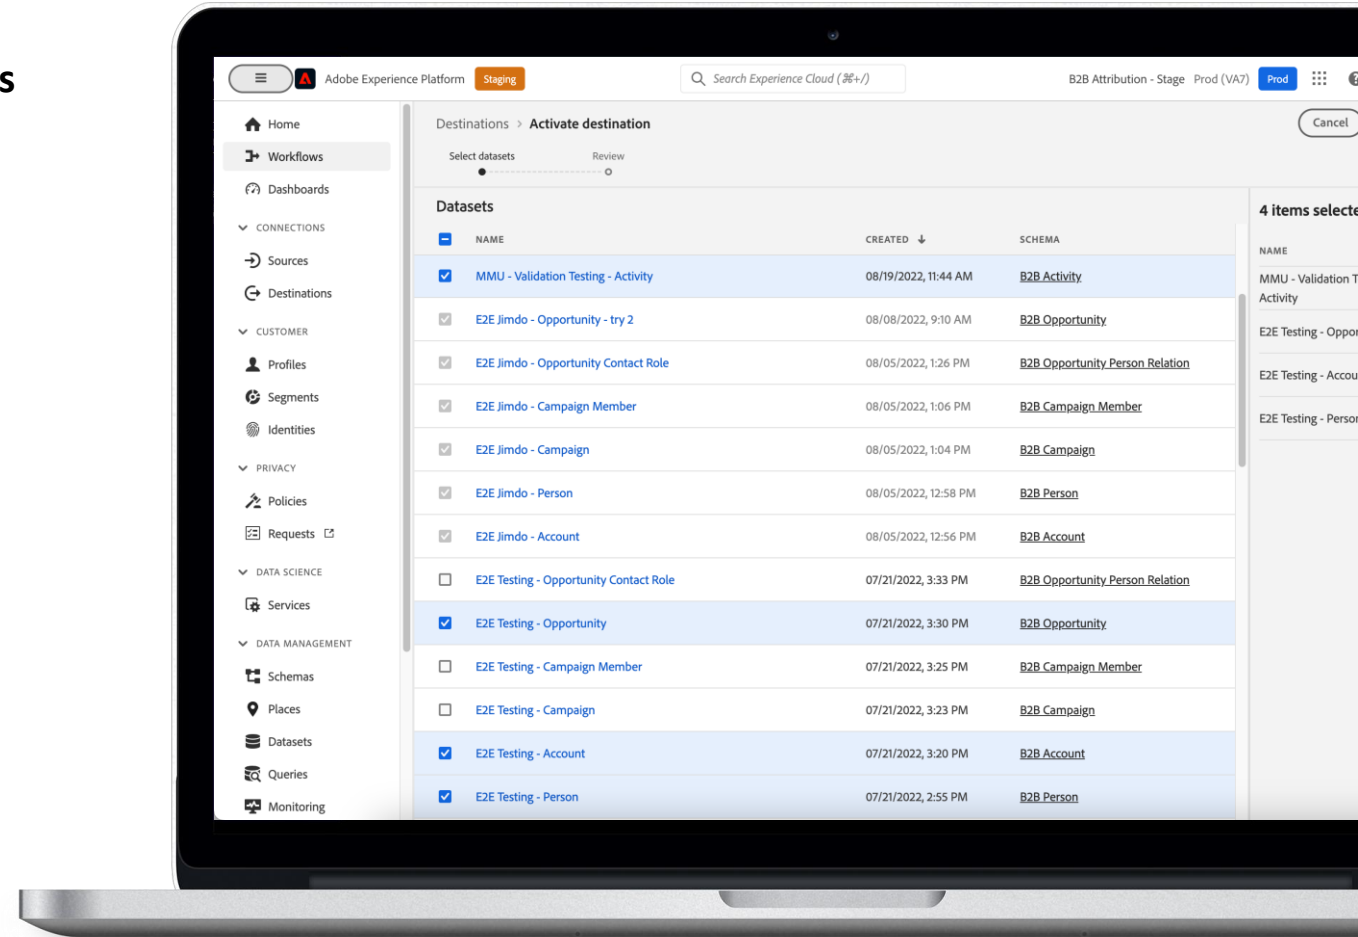 s
Adobe Experience Platform Staging Search Experience Cloud (⌘+/) B2B Attribution - Stage Prod (VA7) Prod
Home
Workflows
Dashboards
CONNECTIONS
Sources
Destinations
CUSTOMER
Profiles
Segments
Identities
PRIVACY
Policies
Requests
DATA SCIENCE
Services
DATA MANAGEMENT
Schemas
Places
Datasets
Queries
Monitoring
Destinations > Activate destination Cancel
Select datasets Review
Datasets
NAME CREATED ↓ SCHEMA
MMU - Validation Testing - Activity 08/19/2022, 11:44 AM B2B Activity
E2E Jimdo - Opportunity - try 2 08/08/2022, 9:10 AM B2B Opportunity
E2E Jimdo - Opportunity Contact Role 08/05/2022, 1:26 PM B2B Opportunity Person Relation
E2E Jimdo - Campaign Member 08/05/2022, 1:06 PM B2B Campaign Member
E2E Jimdo - Campaign 08/05/2022, 1:04 PM B2B Campaign
E2E Jimdo - Person 08/05/2022, 12:58 PM B2B Person
E2E Jimdo - Account 08/05/2022, 12:56 PM B2B Account
E2E Testing - Opportunity Contact Role 07/21/2022, 3:33 PM B2B Opportunity Person Relation
E2E Testing - Opportunity 07/21/2022, 3:30 PM B2B Opportunity
E2E Testing - Campaign Member 07/21/2022, 3:25 PM B2B Campaign Member
E2E Testing - Campaign 07/21/2022, 3:23 PM B2B Campaign
E2E Testing - Account 07/21/2022, 3:20 PM B2B Account
E2E Testing - Person 07/21/2022, 2:55 PM B2B Person
4 items selecte
NAME
MMU - Validation T
Activity
E2E Testing - Oppor
E2E Testing - Accou
E2E Testing - Person